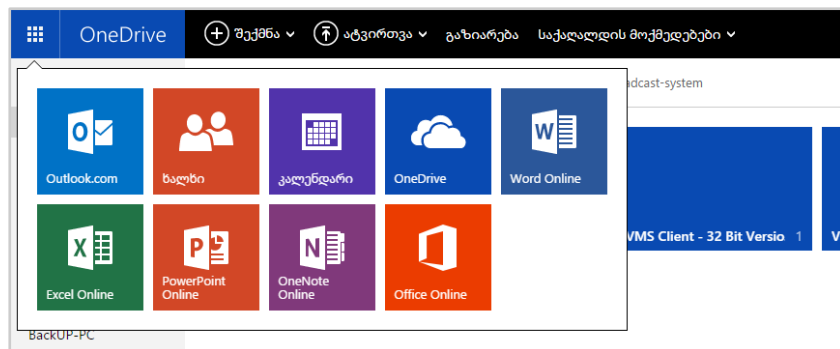 OneDrive შექმნა ატვირთვა გაზიარება საქაღალდის მოქმედებები
adcast-system
Outlook.com ხალხი კალენდარი OneDrive Word Online
VMS Client - 32 Bit Versio 1 V
Excel Online PowerPoint Online OneNote Online Office Online
BackUP-PC